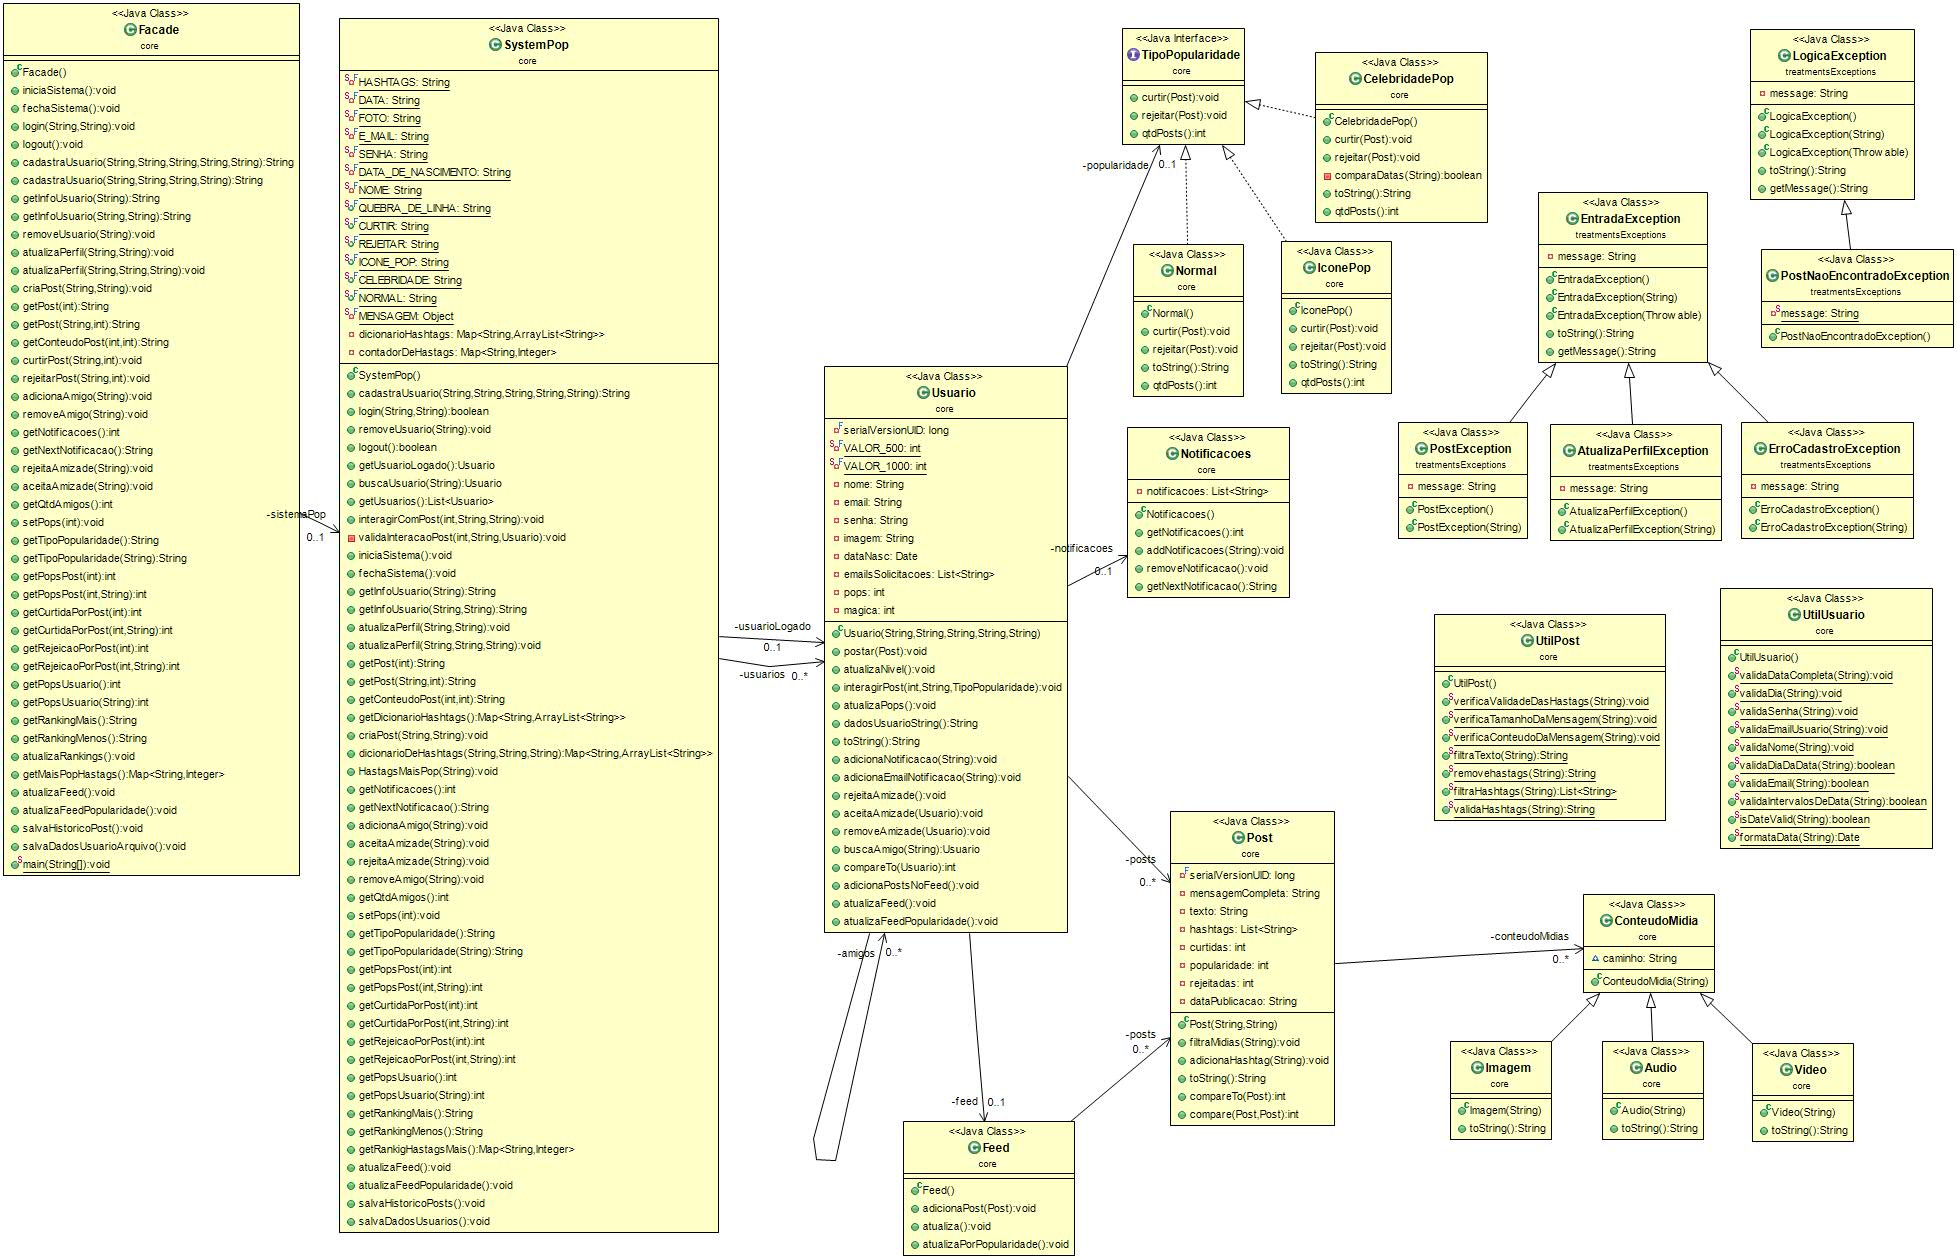 <<Java Class>>
Facade
core
Facade()
iniciaSistema():void
fechaSistema():void
login(String,String):void
logout():void
cadastraUsuario(String,String,String,String,String):String
cadastraUsuario(String,String,String,String):String
getInfoUsuario(String):String
getInfoUsuario(String,String):String
removeUsuario(String):void
atualizaPerfil(String,String):void
atualizaPerfil(String,String,String):void
criaPost(String,String):void
getPost(int):String
getPost(String,int):String
getConteudoPost(int,int):String
curtirPost(String,int):void
rejeitarPost(String,int):void
adicionaAmigo(String):void
removeAmigo(String):void
getNotificacoes():int
getNextNotificacao():String
rejeitaAmizade(String):void
aceitaAmizade(String):void
getQtdAmigos():int
setPops(int):void
getTipoPopularidade():String
getTipoPopularidade(String):String
getPopsPost(int):int
getPopsPost(int,String):int
getCurtidaPorPost(int):int
getCurtidaPorPost(int,String):int
getRejeicaoPorPost(int):int
getRejeicaoPorPost(int,String):int
getPopsUsuario():int
getPopsUsuario(String):int
getRankingMais():String
getRankingMenos():String
atualizaRankings():void
getMaisPopHastags():Map<String,Integer>
atualizaFeed():void
atualizaFeedPopularidade():void
salvaHistoricoPost():void
salvaDadosUsuarioArquivo():void
main(String[]):void
-sistemaPop
0..1
<<Java Class>>
SystemPop
core
HASHTAGS: String
DATA: String
FOTO: String
E_MAIL: String
SENHA: String
DATA_DE_NASCIMENTO: String
NOME: String
QUEBRA_DE_LINHA: String
CURTIR: String
REJEITAR: String
ICONE_POP: String
CELEBRIDADE: String
NORMAL: String
MENSAGEM: Object
dicionarioHashtags: Map<String,ArrayList<String>>
contadorDeHastags: Map<String,Integer>
SystemPop()
cadastraUsuario(String,String,String,String,String):String
login(String,String):boolean
removeUsuario(String):void
logout():boolean
getUsuarioLogado():Usuario
buscaUsuario(String):Usuario
getUsuarios():List<Usuario>
interagirComPost(int,String,String):void
validaInteracaoPost(int,String,Usuario):void
iniciaSistema():void
fechaSistema():void
getInfoUsuario(String):String
getInfoUsuario(String,String):String
atualizaPerfil(String,String):void
atualizaPerfil(String,String,String):void
getPost(int):String
getPost(String,int):String
getConteudoPost(int,int):String
getDicionarioHashtags():Map<String,ArrayList<String>>
criaPost(String,String):void
dicionarioDeHashtags(String,String,String):Map<String,ArrayList<String>>
HastagsMaisPop(String):void
getNotificacoes():int
getNextNotificacao():String
adicionaAmigo(String):void
aceitaAmizade(String):void
rejeitaAmizade(String):void
removeAmigo(String):void
getQtdAmigos():int
setPops(int):void
getTipoPopularidade():String
getTipoPopularidade(String):String
getPopsPost(int):int
getPopsPost(int,String):int
getCurtidaPorPost(int):int
getCurtidaPorPost(int,String):int
getRejeicaoPorPost(int):int
getRejeicaoPorPost(int,String):int
getPopsUsuario():int
getPopsUsuario(String):int
getRankingMais():String
getRankingMenos():String
getRankigHastagsMais():Map<String,Integer>
atualizaFeed():void
atualizaFeedPopularidade():void
salvaHistoricoPosts():void
salvaDadosUsuarios():void
-usuarioLogado
0..1
-usuarios 0..*
<<Java Class>>
Usuario
core
serialVersionUID: long
VALOR_500: int
VALOR_1000: int
nome: String
email: String
senha: String
imagem: String
dataNasc: Date
emailsSolicitacoes: List<String>
pops: int
magica: int
Usuario(String,String,String,String,String)
postar(Post):void
atualizaNivel():void
interagirPost(int,String,TipoPopularidade):void
atualizaPops():void
dadosUsuarioString():String
toString():String
adicionaNotificacao(String):void
adicionaEmailNotificacao(String):void
rejeitaAmizade():void
aceitaAmizade(Usuario):void
removeAmizade(Usuario):void
buscaAmigo(String):Usuario
compareTo(Usuario):int
adicionaPostsNoFeed():void
atualizaFeed():void
atualizaFeedPopularidade():void
-amigos 0..*
-feed 0..1
<<Java Class>>
Feed
core
Feed()
adicionaPost(Post):void
atualiza():void
atualizaPorPopularidade():void
<<Java Interface>>
TipoPopularidade
core
curtir(Post):void
rejeitar(Post):void
qtdPosts():int
-popularidade 0..1
<<Java Class>>
CelebridadePop
core
CelebridadePop()
curtir(Post):void
rejeitar(Post):void
comparaDatas(String):boolean
toString():String
qtdPosts():int
<<Java Class>>
Normal
core
Normal()
curtir(Post):void
rejeitar(Post):void
toString():String
qtdPosts():int
<<Java Class>>
IconePop
core
IconePop()
curtir(Post):void
rejeitar(Post):void
toString():String
qtdPosts():int
<<Java Class>>
Notificacoes
core
notificacoes: List<String>
Notificacoes()
getNotificacoes():int
addNotificacoes(String):void
removeNotificacao():void
getNextNotificacao():String
-notificacoes
0..1
-posts
0..*
<<Java Class>>
Post
core
serialVersionUID: long
mensagemCompleta: String
texto: String
hashtags: List<String>
curtidas: int
popularidade: int
rejeitadas: int
dataPublicacao: String
Post(String,String)
filtraMidias(String):void
adicionaHashtag(String):void
toString():String
compareTo(Post):int
compare(Post,Post):int
-posts
0..*
<<Java Class>>
LogicaException
treatmentsExceptions
message: String
LogicaException()
LogicaException(String)
LogicaException(Throw able)
toString():String
getMessage():String
<<Java Class>>
PostNaoEncontradoException
treatmentsExceptions
message: String
PostNaoEncontradoException()
<<Java Class>>
EntradaException
treatmentsExceptions
message: String
EntradaException()
EntradaException(String)
EntradaException(Throw able)
toString():String
getMessage():String
<<Java Class>>
PostException
treatmentsExceptions
message: String
PostException()
PostException(String)
<<Java Class>>
AtualizaPerfilException
treatmentsExceptions
message: String
AtualizaPerfilException()
AtualizaPerfilException(String)
<<Java Class>>
ErroCadastroException
treatmentsExceptions
message: String
ErroCadastroException()
ErroCadastroException(String)
<<Java Class>>
UtilPost
core
UtilPost()
verificaValidadeDasHastags(String):void
verificaTamanhoDaMensagem(String):void
verificaConteudoDaMensagem(String):void
filtraTexto(String):String
removehastags(String):String
filtraHashtags(String):List<String>
validaHashtags(String):String
<<Java Class>>
UtilUsuario
core
UtilUsuario()
validaDataCompleta(String):void
validaDia(String):void
validaSenha(String):void
validaEmailUsuario(String):void
validaNome(String):void
validaDiaDaData(String):boolean
validaEmail(String):boolean
validaIntervalosDeData(String):boolean
isDateValid(String):boolean
formataData(String):Date
-conteudoMidias
0..*
<<Java Class>>
ConteudoMidia
core
caminho: String
ConteudoMidia(String)
<<Java Class>>
Imagem
core
Imagem(String)
toString():String
<<Java Class>>
Audio
core
Audio(String)
toString():String
<<Java Class>>
Video
core
Video(String)
toString():String